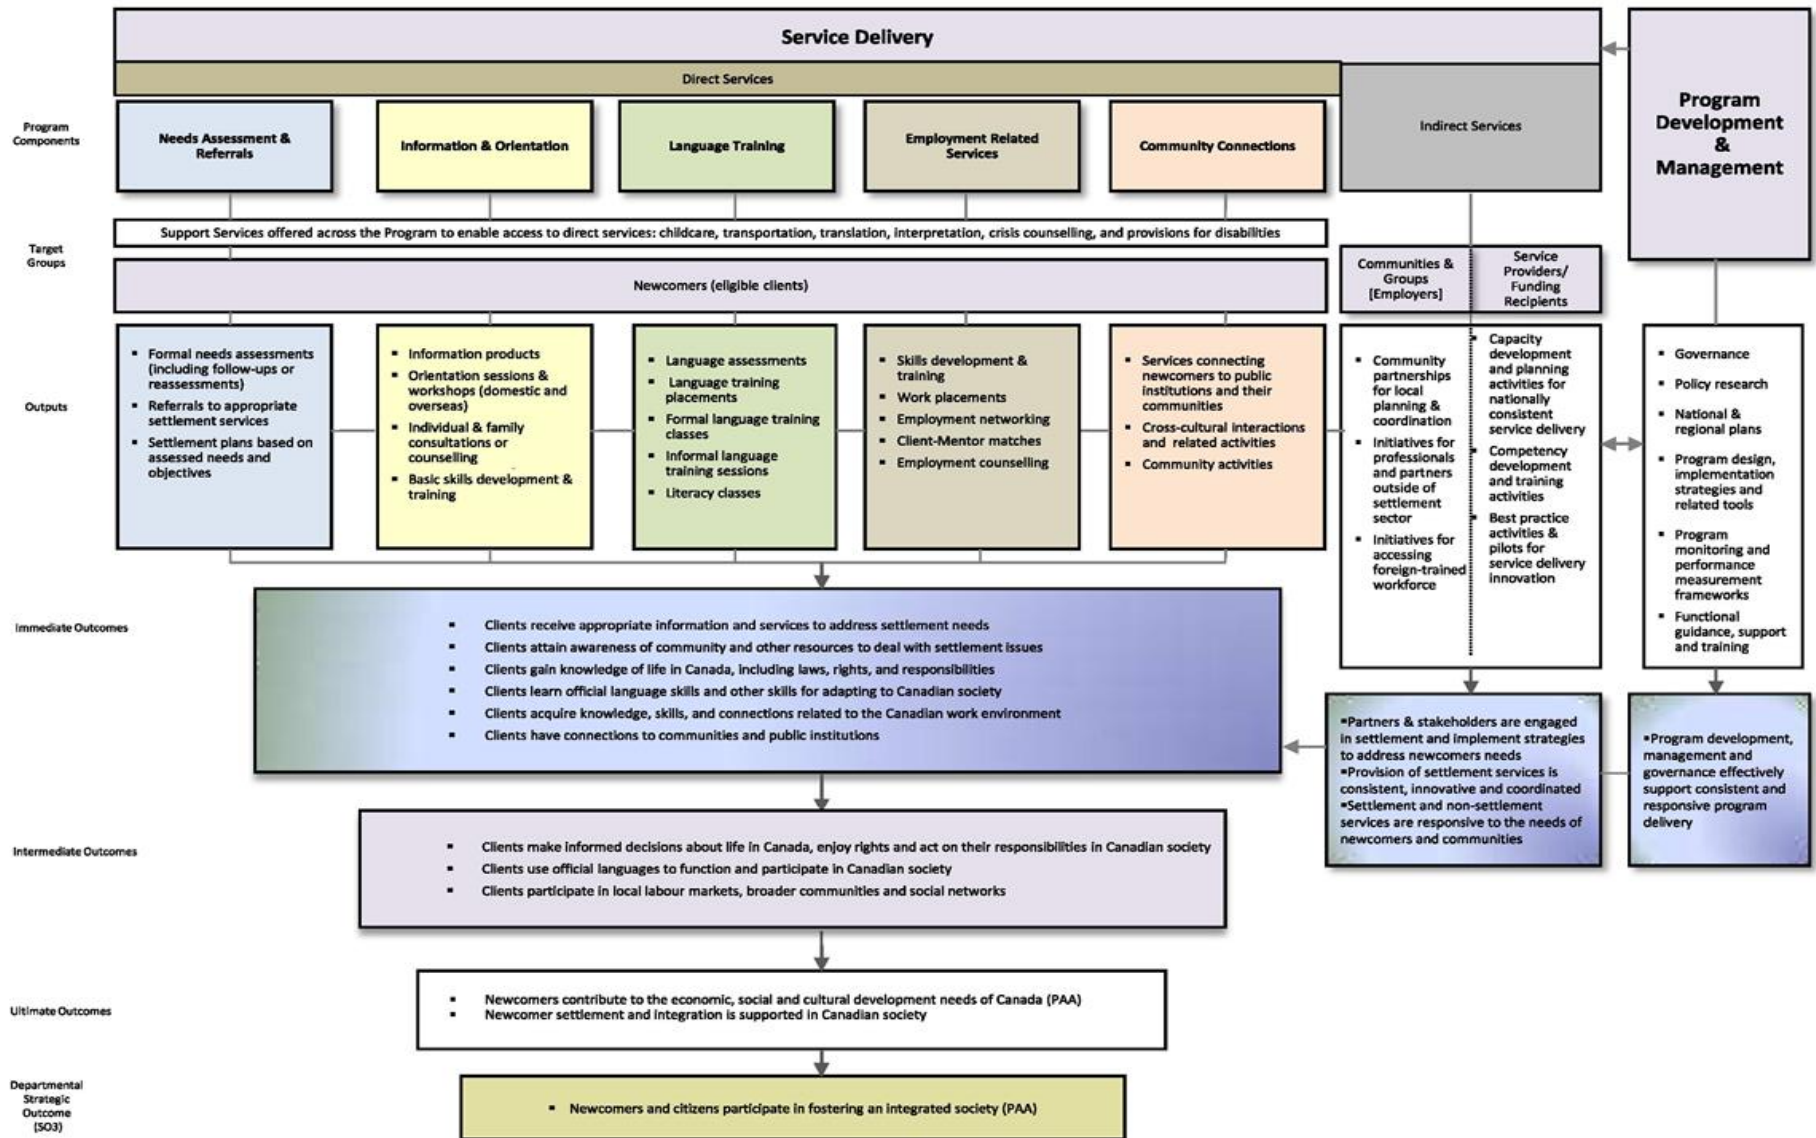 Service Delivery
Direct Services
Program
Components
Needs Assessment &
Referrals
Information & Orientation
Language Training
Employment Related
Services
Community Connections
Indirect Services
Program
Development
&
Management
Target
Groups
Support Services offered across the Program to enable access to direct services: childcare, transportation, translation, interpretation, crisis counselling, and provisions for disabilities
Newcomers (eligible clients)
Communities &
Groups
[Employers]
Service
Providers/
Funding
Recipients
Outputs
▪ Formal needs assessments
(including follow-ups or
reassessments)
▪ Referrals to appropriate
settlement services
▪ Settlement plans based on
assessed needs and
objectives
▪ Information products
▪ Orientation sessions &
workshops (domestic and
overseas)
▪ Individual & family
consultations or
counselling
▪ Basic skills development &
training
▪ Language assessments
▪ Language training
placements
▪ Formal language training
classes
▪ Informal language
training sessions
▪ Literacy classes
▪ Skills development &
training
▪ Work placements
▪ Employment networking
▪ Client-Mentor matches
▪ Employment counselling
▪ Services connecting
newcomers to public
institutions and their
communities
▪ Cross-cultural interactions
and related activities
▪ Community activities
▪ Community
partnerships
for local
planning &
coordination
▪ Initiatives for
professionals
and partners
outside of
settlement
sector
▪ Initiatives for
accessing
foreign-trained
workforce
▪ Capacity
development
and planning
activities for
nationally
consistent
service delivery
▪ Competency
development
and training
activities
▪ Best practice
activities &
pilots for
service delivery
innovation
▪ Governance
▪ Policy research
▪ National &
regional plans
▪ Program design,
implementation
strategies and
related tools
▪ Program
monitoring and
performance
measurement
frameworks
▪ Functional
guidance, support
and training
Immediate Outcomes
▪ Clients receive appropriate information and services to address settlement needs
▪ Clients attain awareness of community and other resources to deal with settlement issues
▪ Clients gain knowledge of life in Canada, including laws, rights, and responsibilities
▪ Clients learn official language skills and other skills for adapting to Canadian society
▪ Clients acquire knowledge, skills, and connections related to the Canadian work environment
▪ Clients have connections to communities and public institutions
▪Partners & stakeholders are engaged
in settlement and implement strategies
to address newcomers needs
▪Provision of settlement services is
consistent, innovative and coordinated
▪Settlement and non-settlement
services are responsive to the needs of
newcomers and communities
▪Program development,
management and
governance effectively
support consistent and
responsive program
delivery
Intermediate Outcomes
▪ Clients make informed decisions about life in Canada, enjoy rights and act on their responsibilities in Canadian society
▪ Clients use official languages to function and participate in Canadian society
▪ Clients participate in local labour markets, broader communities and social networks
Ultimate Outcomes
▪ Newcomers contribute to the economic, social and cultural development needs of Canada (PAA)
▪ Newcomer settlement and integration is supported in Canadian society
Departmental
Strategic
Outcome
(SO3)
▪ Newcomers and citizens participate in fostering an integrated society (PAA)